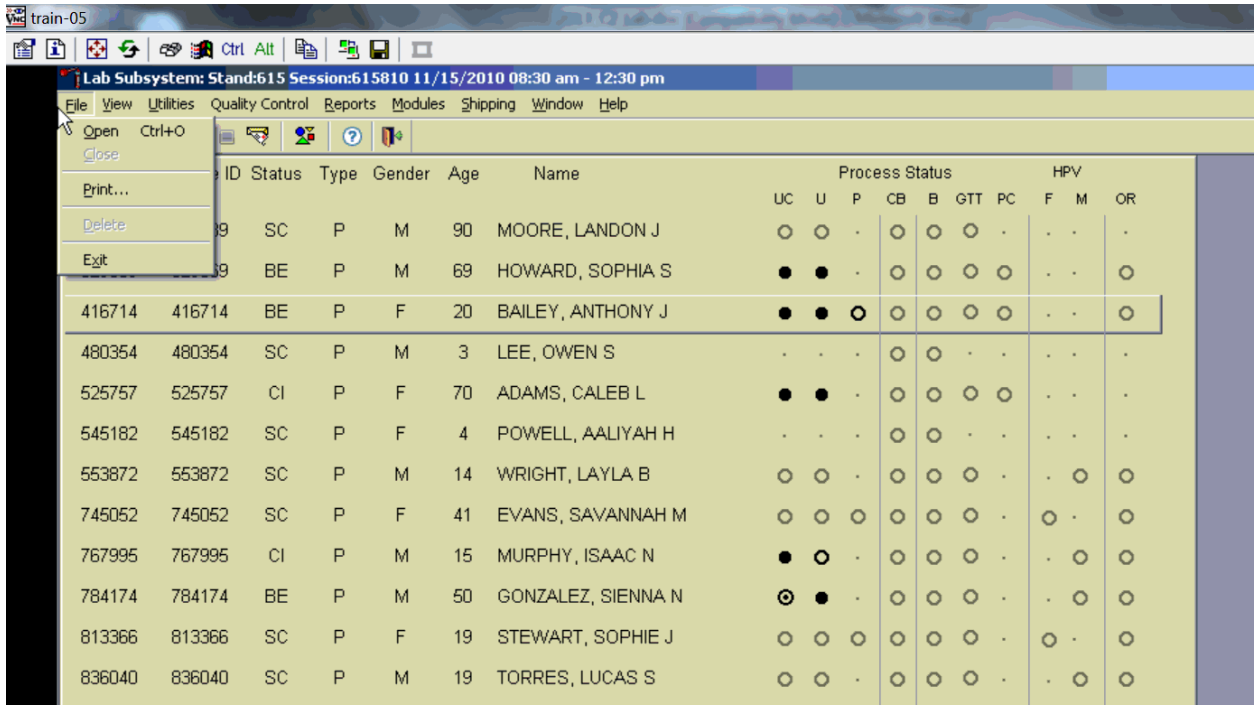 train-05
Ctrl Alt
Lab Subsystem: Stand:615 Session:615810 11/15/2010 08:30 am - 12:30 pm
File View Utilities Quality Control Reports Modules Shipping Window Help
Open Ctrl+O
Close
Print...
Delete
Exit
ID Status Type Gender Age Name Process Status HPV
UC U P CB B GTT PC F M OR
39 SC P M 90 MOORE, LANDON J
BE P M 69 HOWARD, SOPHIA S
416714 416714 BE P F 20 BAILEY, ANTHONY J
480354 480354 SC P M 3 LEE, OWEN S
525757 525757 CI P F 70 ADAMS, CALEB L
545182 545182 SC P F 4 POWELL, AALIYAH H
553872 553872 SC P M 14 WRIGHT, LAYLA B
745052 745052 SC P F 41 EVANS, SAVANNAH M
767995 767995 CI P M 15 MURPHY, ISAAC N
784174 784174 BE P M 50 GONZALEZ, SIENNA N
813366 813366 SC P F 19 STEWART, SOPHIE J
836040 836040 SC P M 19 TORRES, LUCAS S